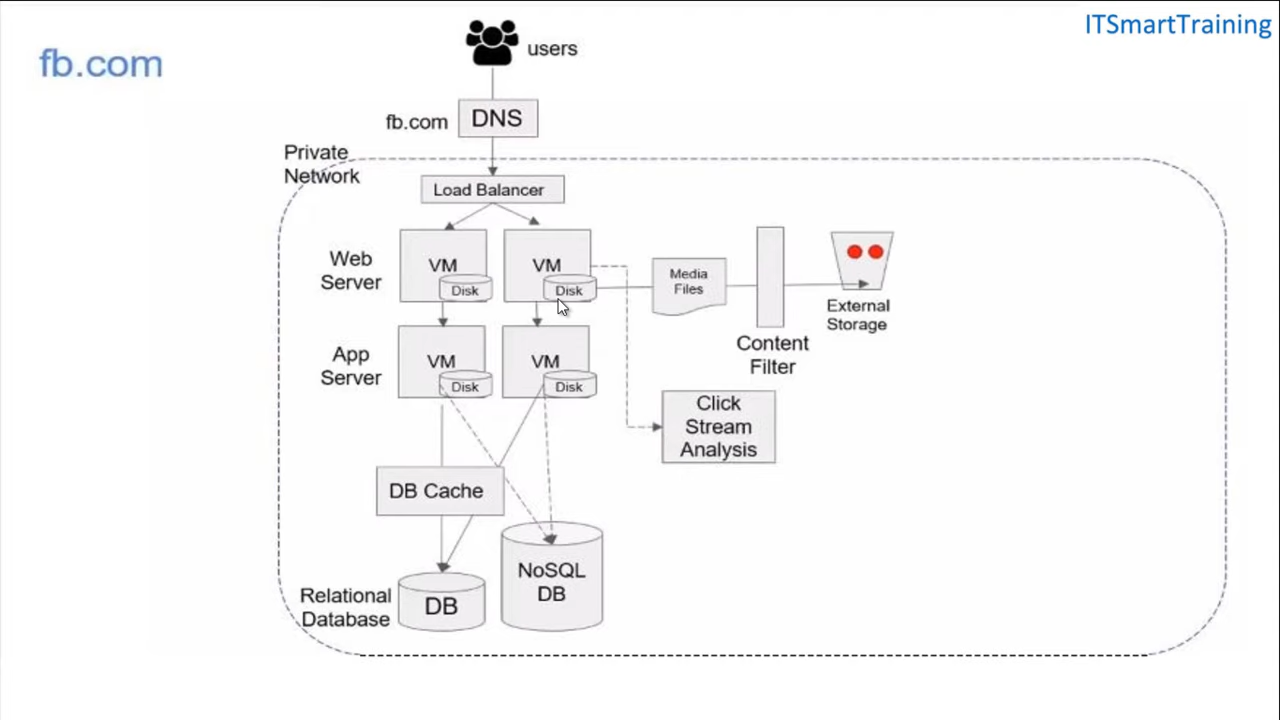 ITSmartTraining
fb.com
users
fb.com
DNS
Private
Network
Load Balancer
Web
Server
VM
Disk
VM
Disk
Media
Files
External
Storage
Content
Filter
App
Server
VM
Disk
VM
Disk
Click
Stream
Analysis
DB Cache
NoSQL
DB
Relational
Database
DB